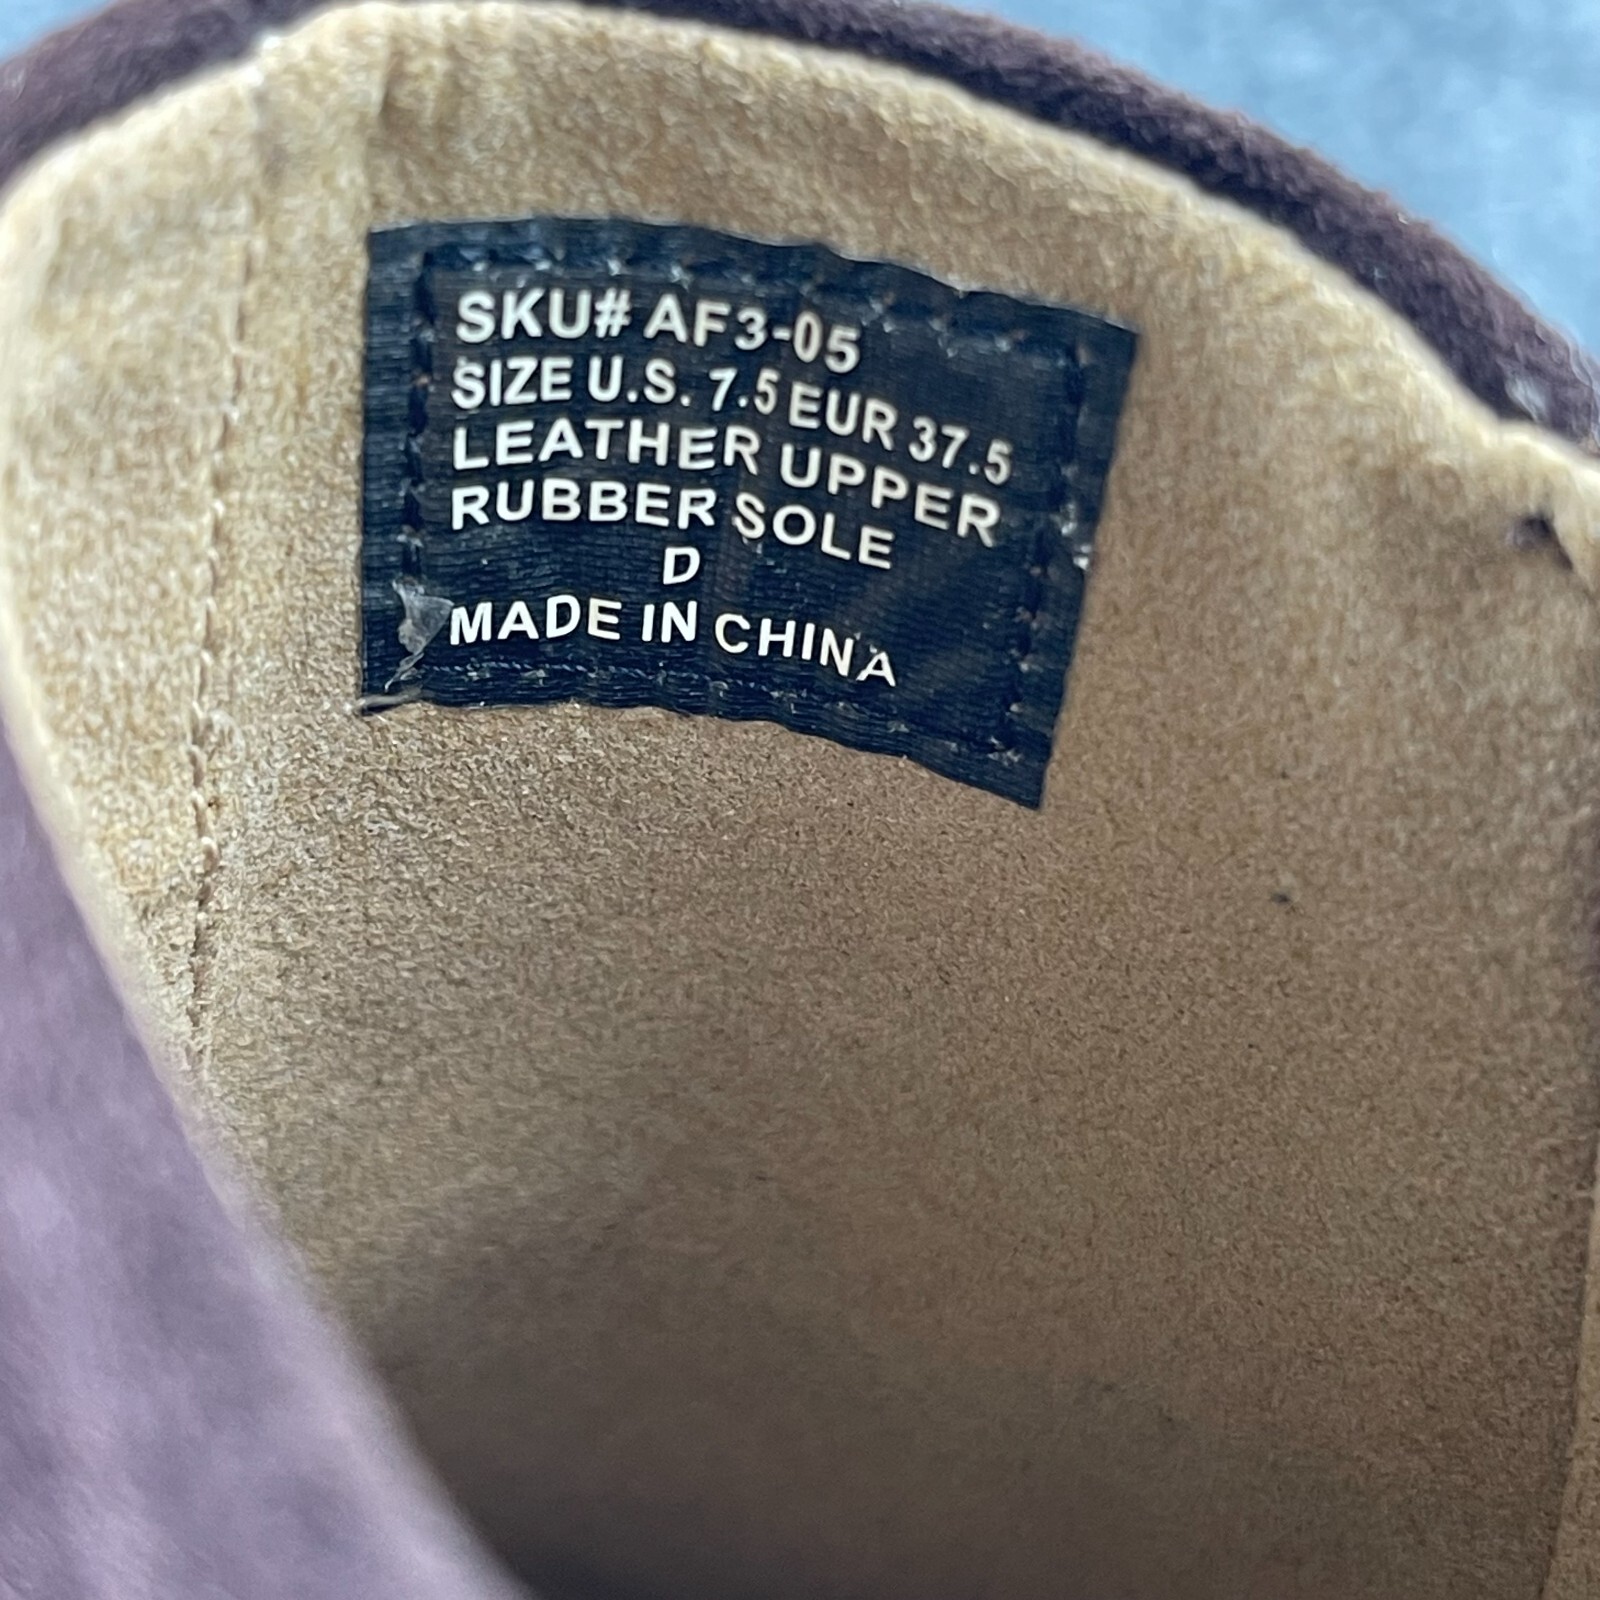 SKU# AF3-05
SIZE U.S. 7.5 EUR 37.5
LEATHER UPPER
RUBBER SOLE
D
MADE IN CHINA